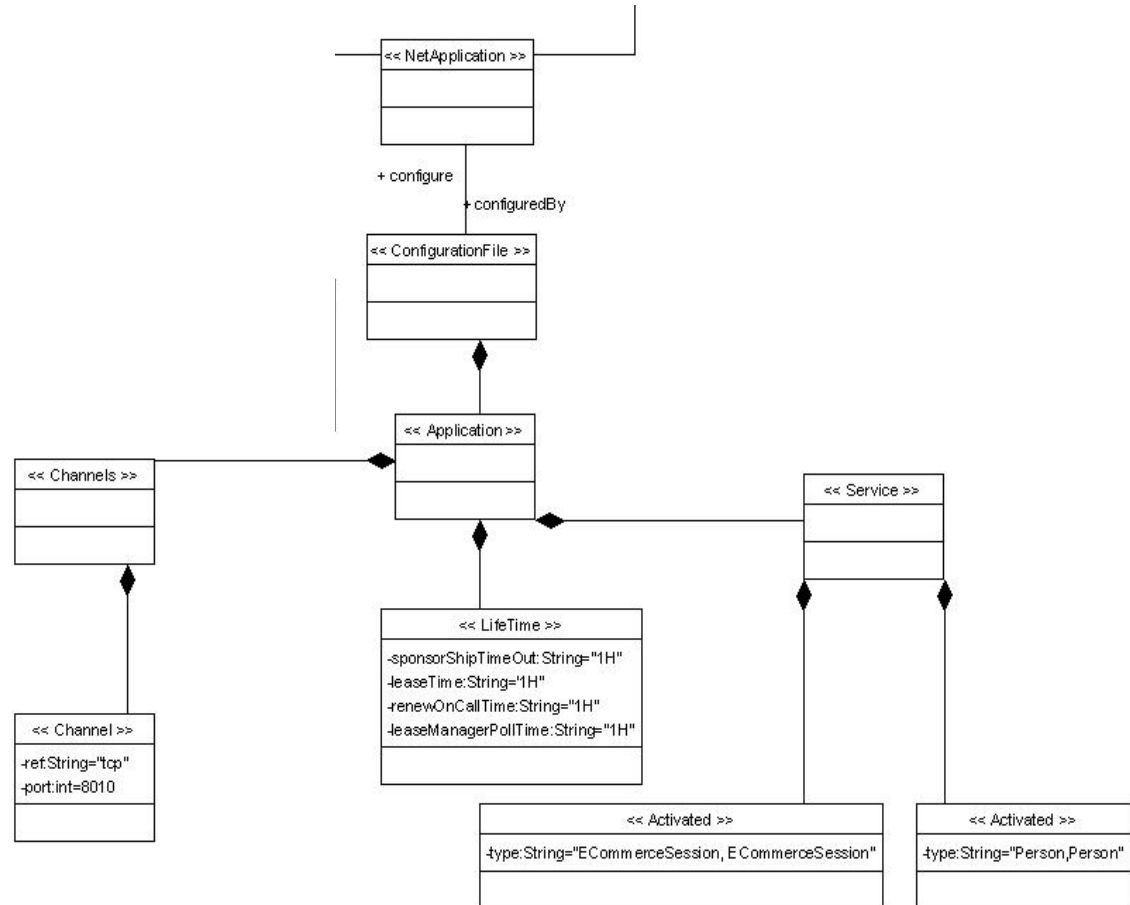 << NetApplication >>
+ configure
+ configuredBy
<< ConfigurationFile >>
<< Application >>
<< Channels >>
<< Service >>
<< LifeTime >>
-sponsorShipTimeOut:String="1H"
-leaseTime:String='1H"
-renewOnCallTime:String="1H"
-leaseManagerPollTime:String="1H"
<< Channel >>
-ref:String="tcp"
-port:int=8010
<< Activated >>
-type:String="ECommerceSession, ECommerceSession"
<< Activated >>
-type:String="Person,Person"